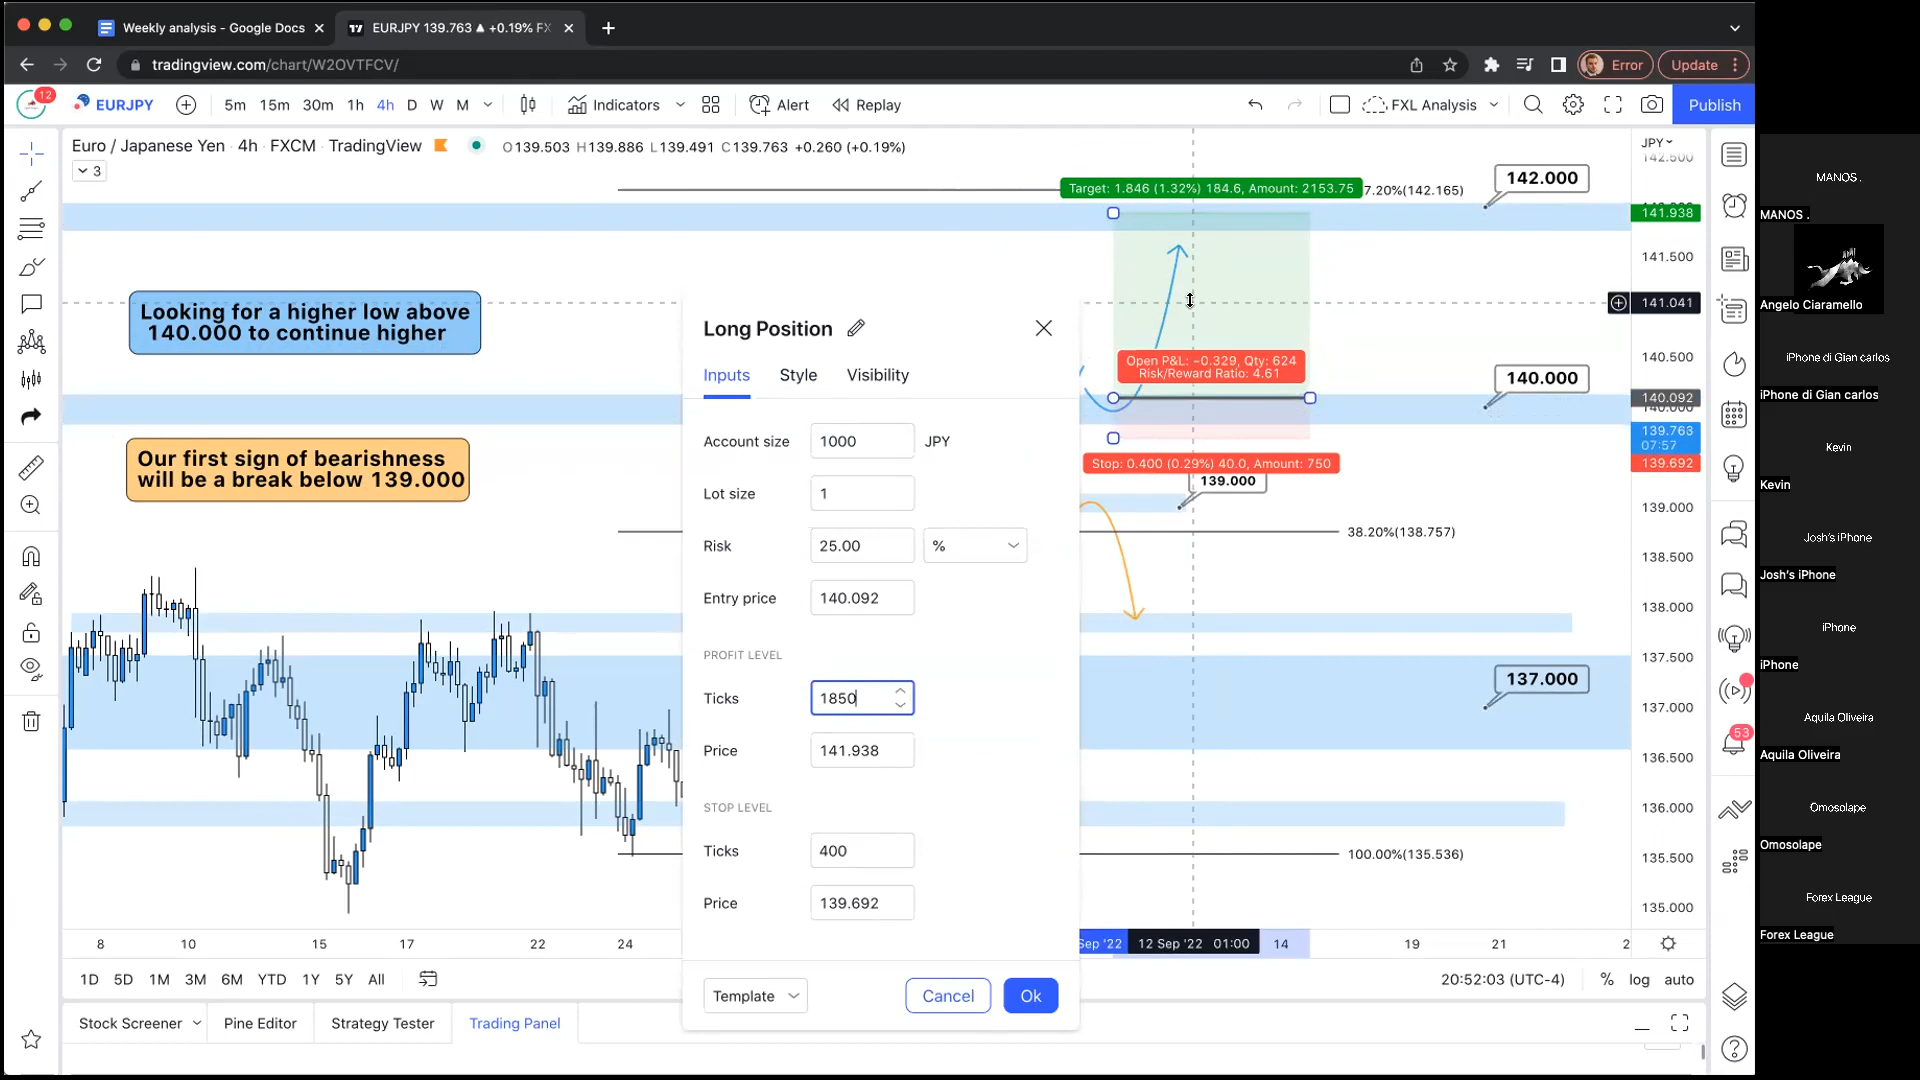 Weekly analysis - Google Docs
EURJPY 139.763 ▲ +0.19% FX
tradingview.com/chart/W2OVTFCV/
Error
Update
12
EURJPY
5m 15m 30m 1h 4h D W M
Indicators
Alert
Replay
FXL Analysis
Publish
Euro / Japanese Yen · 4h · FXCM · TradingView
O139.503 H139.886 L139.491 C139.763 +0.260 (+0.19%)
3
JPY
142.500
Target: 1.846 (1.32%) 184.6, Amount: 2153.75
7.20%(142.165)
142.000
141.938
141.500
141.041
Looking for a higher low above
140.000 to continue higher
Open P&L: −0.329, Qty: 624
Risk/Reward Ratio: 4.61
140.500
140.000
140.092
140.000
139.763
07:57
139.692
Our first sign of bearishness
will be a break below 139.000
Stop: 0.400 (0.29%) 40.0, Amount: 750
139.000
139.000
38.20%(138.757)
138.500
138.000
137.500
137.000
137.000
136.500
136.000
135.500
100.00%(135.536)
135.000
Long Position
Inputs Style Visibility
Account size 1000 JPY
Lot size 1
Risk 25.00 %
Entry price 140.092
PROFIT LEVEL
Ticks 1850
Price 141.938
STOP LEVEL
Ticks 400
Price 139.692
Template
Cancel
Ok
8 10 15 17 22 24
Sep '22
12 Sep '22 01:00
14 19 21 2
1D 5D 1M 3M 6M YTD 1Y 5Y All
20:52:03 (UTC-4)
% log auto
Stock Screener
Pine Editor
Strategy Tester
Trading Panel
53
MANOS .
MANOS .
Angelo Ciaramello
iPhone di Gian carlos
iPhone di Gian carlos
Kevin
Kevin
Josh's iPhone
Josh's iPhone
iPhone
iPhone
Aquila Oliveira
Aquila Oliveira
Omosolape
Omosolape
Forex League
Forex League